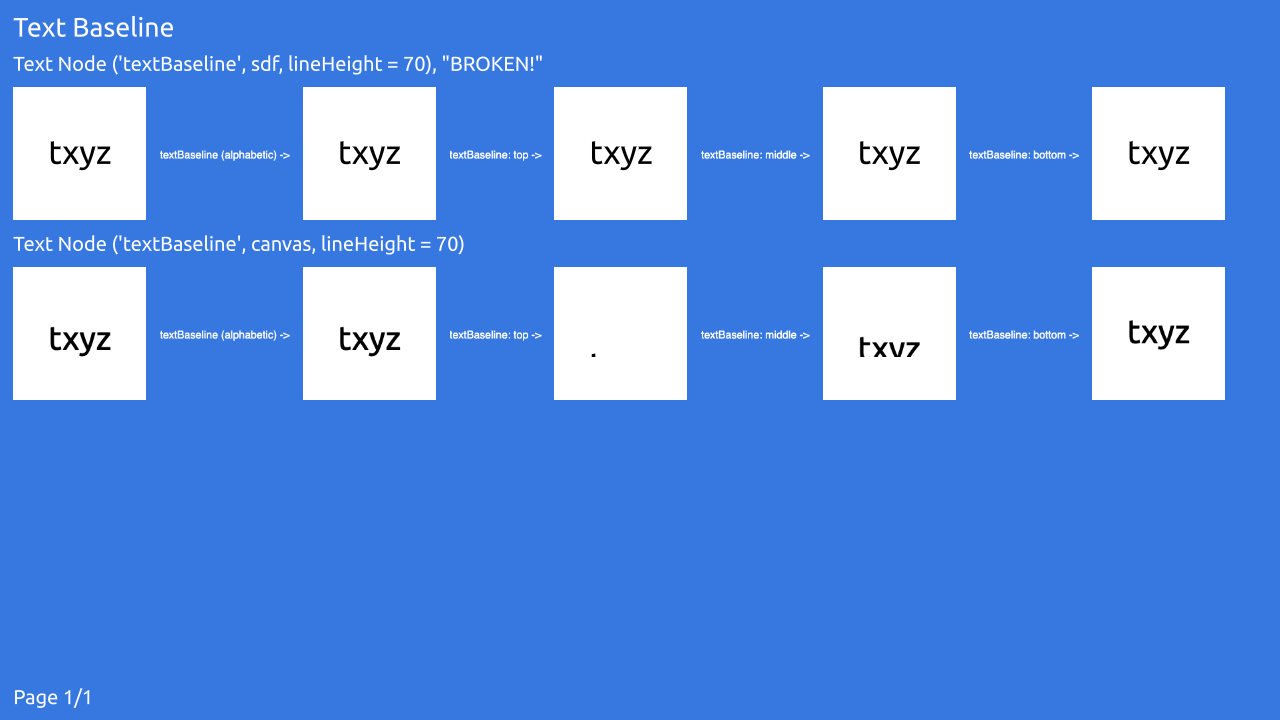 Text Baseline
Text Node ('textBaseline', sdf, lineHeight = 70), "BROKEN!"
txyz textBaseline (alphabetic) -> txyz textBaseline: top -> txyz textBaseline: middle -> txyz textBaseline: bottom -> txyz
Text Node ('textBaseline', canvas, lineHeight = 70)
txyz textBaseline (alphabetic) -> txyz textBaseline: top -> textBaseline: middle -> txyz textBaseline: bottom -> txyz
Page 1/1